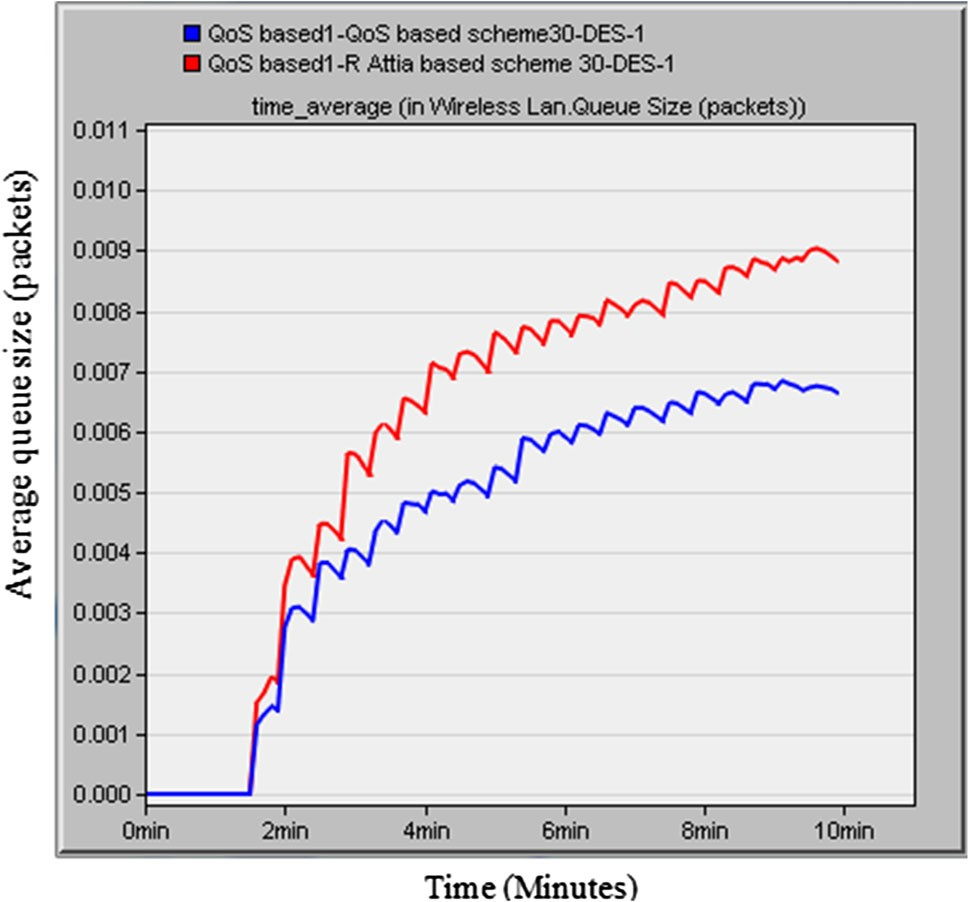 QoS based1-QoS based scheme30-DES-1
QoS based1-R Attia based scheme 30-DES-1
time_average (in Wireless Lan.Queue Size (packets))
Average queue size (packets)
0.011
0.010
0.009
0.008
0.007
0.006
0.005
0.004
0.003
0.002
0.001
0.000
0min 2min 4min 6min 8min 10min
Time (Minutes)